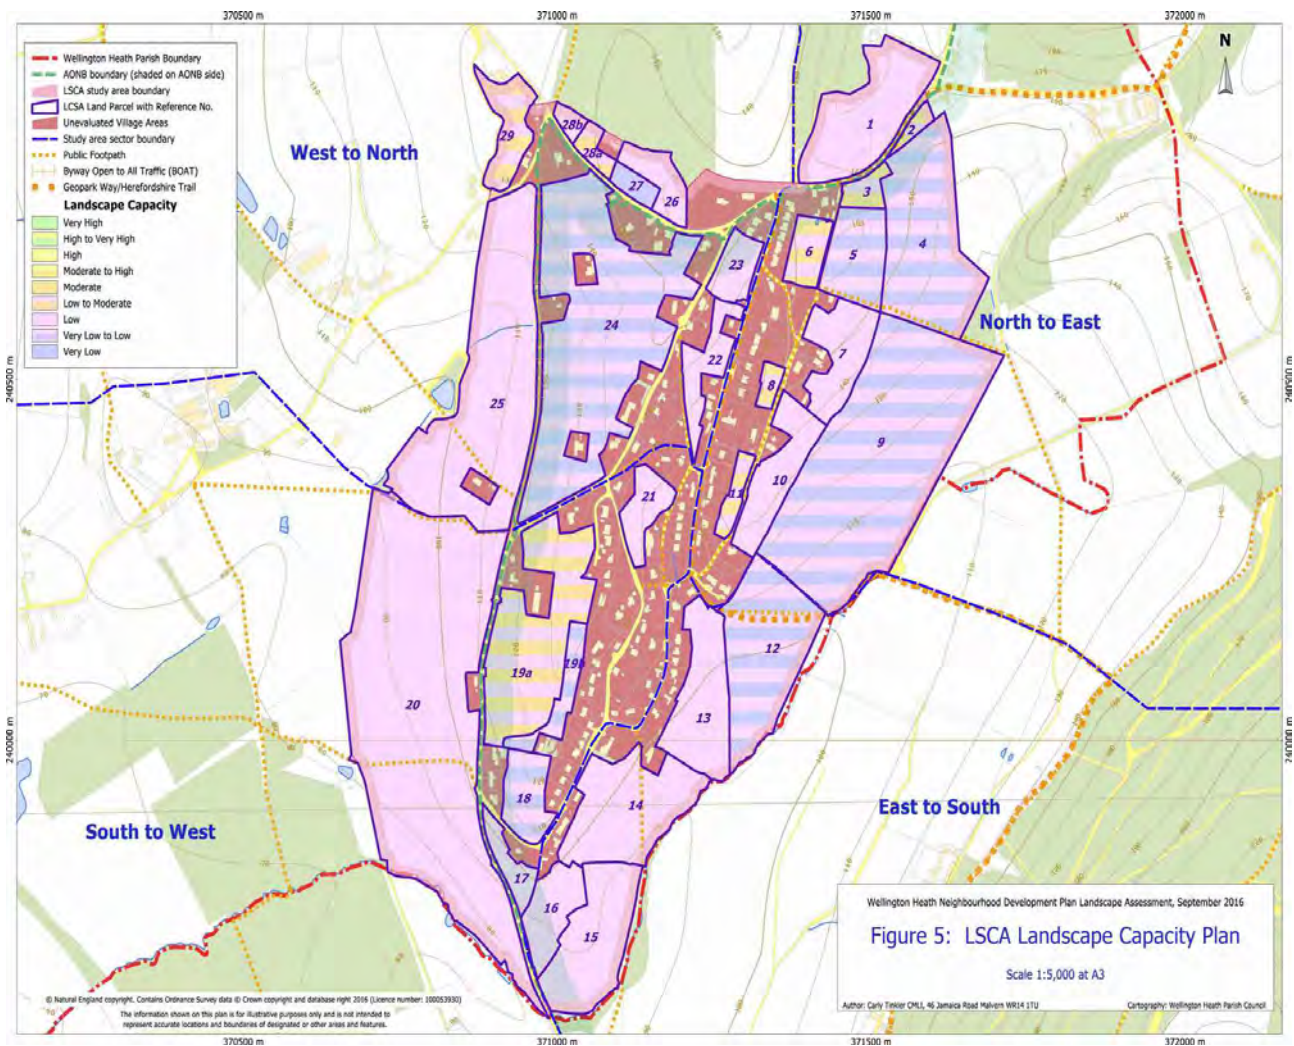 370500 m
371000 m
371500 m
372000 m
Wellington Heath Parish Boundary
AONB boundary (shaded on AONB side)
LSCA study area boundary
LCSA Land Parcel with Reference No.
Unevaluated Village Areas
Study area sector boundary
Public Footpath
Byway Open to All Traffic (BOAT)
Geopark Way/Herefordshire Trail
Landscape Capacity
Very High
High to Very High
High
Moderate to High
Moderate
Low to Moderate
Low
Very Low to Low
Very Low
N
West to North
North to East
South to West
East to South
29
28b
28a
27
26
1
2
3
4
5
6
23
24
22
7
8
25
9
10
11
21
19a
19b
20
12
13
14
18
17
16
15
240500 m
240500 m
240000 m
240000 m
Wellington Heath Neighbourhood Development Plan Landscape Assessment, September 2016
Figure 5: LSCA Landscape Capacity Plan
Scale 1:5,000 at A3
Author: Carly Tinkler CMLI, 46 Jamaica Road Malvern WR14 1TU
Cartography: Wellington Heath Parish Council
© Natural England copyright. Contains Ordnance Survey data © Crown copyright and database right 2016 (Licence number: 100053930)
The information shown on this plan is for illustrative purposes only and is not intended to
represent accurate locations and boundaries of designated or other areas and features.
370500 m
371000 m
371500 m
372000 m